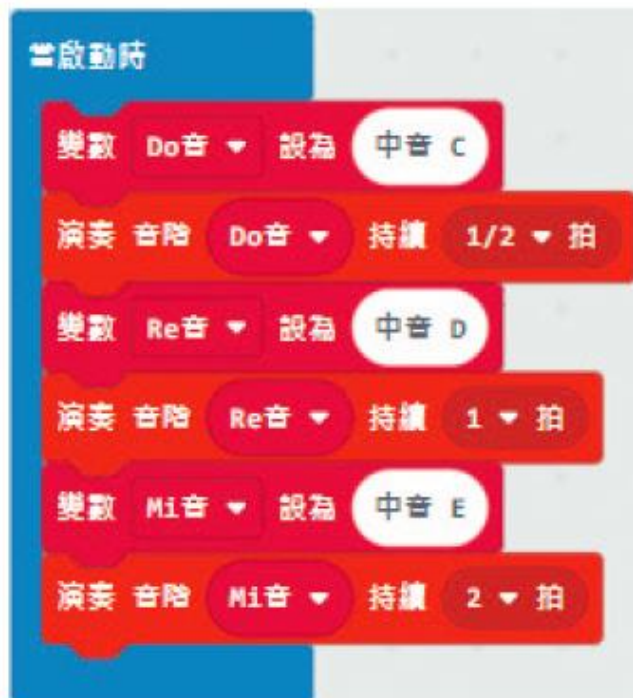 當啟動時
變數 Do音 設為 中音 C
演奏 音階 Do音 持續 1/2 拍
變數 Re音 設為 中音 D
演奏 音階 Re音 持續 1 拍
變數 Mi音 設為 中音 E
演奏 音階 Mi音 持續 2 拍